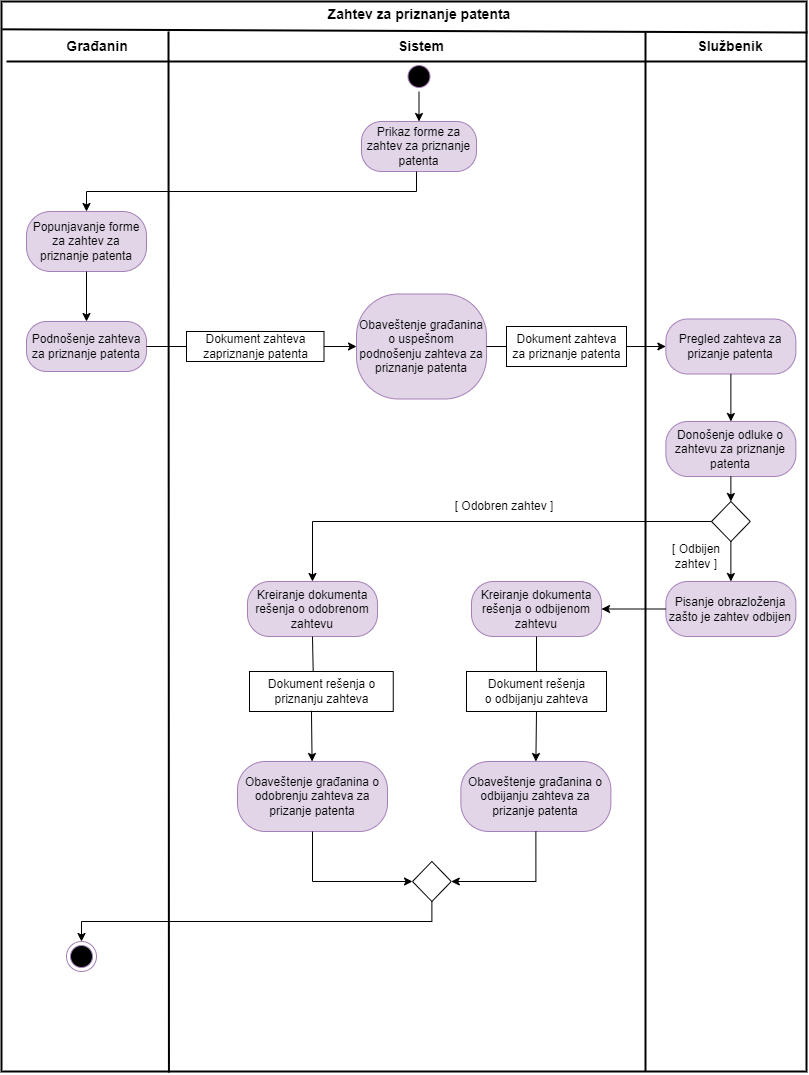 Zahtev za priznanje patenta
Građanin
Sistem
Službenik
Prikaz forme za
zahtev za priznanje
patenta
Popunjavanje forme
za zahtev za
priznanje patenta
Podnošenje zahteva
za priznanje patenta
Dokument zahteva
zapriznanje patenta
Obaveštenje građanina
o uspešnom
podnošenju zahteva za
priznanje patenta
Dokument zahteva
za priznanje patenta
Pregled zahteva za
prizanje patenta
Donošenje odluke o
zahtevu za priznanje
patenta
[ Odobren zahtev ]
[ Odbijen
zahtev ]
Kreiranje dokumenta
rešenja o odobrenom
zahtevu
Kreiranje dokumenta
rešenja o odbijenom
zahtevu
Pisanje obrazloženja
zašto je zahtev odbijen
Dokument rešenja o
priznanju zahteva
Dokument rešenja
o odbijanju zahteva
Obaveštenje građanina o
odobrenju zahteva za
prizanje patenta
Obaveštenje građanina o
odbijanju zahteva za
prizanje patenta